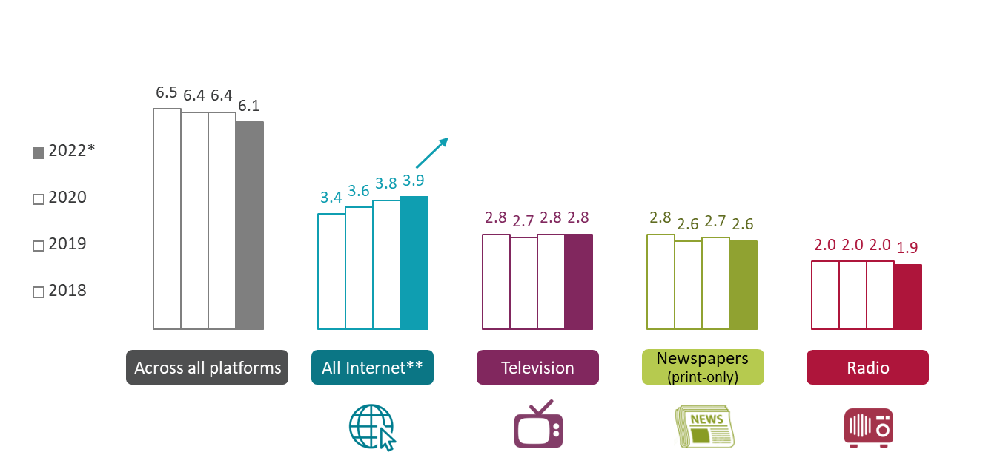 2022*
2020
2019
2018
6.5 6.4 6.4 6.1
3.4 3.6 3.8 3.9
2.8 2.7 2.8 2.8
2.8 2.6 2.7 2.6
2.0 2.0 2.0 1.9
Across all platforms
All Internet**
Television
Newspapers
(print-only)
Radio
NEWS